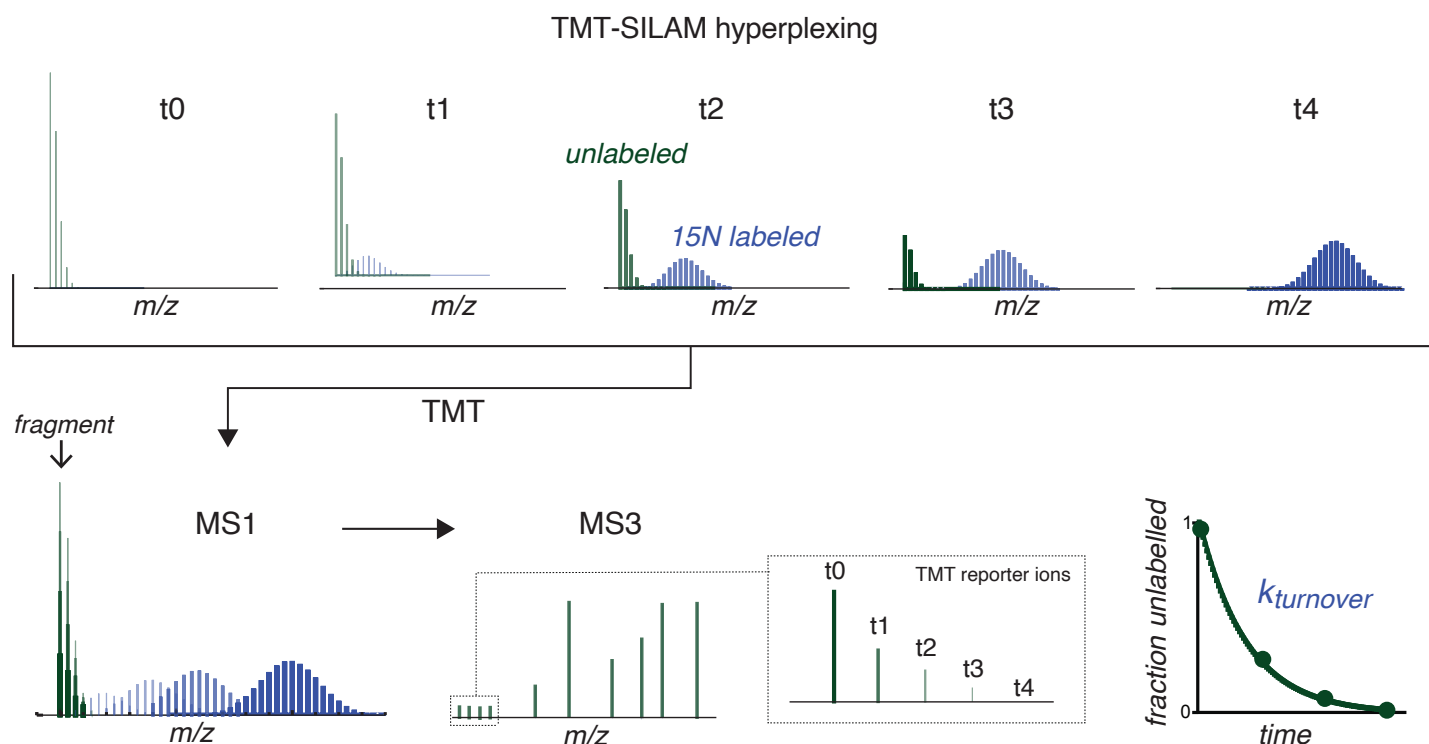 TMT-SILAM hyperplexing
t0
t1
t2
t3
t4
unlabeled
15N labeled
m/z
m/z
m/z
m/z
m/z
TMT
fragment
MS1
MS3
m/z
m/z
TMT reporter ions
t0
t1
t2
t3
t4
fraction unlabelled
1
0
kturnover
time